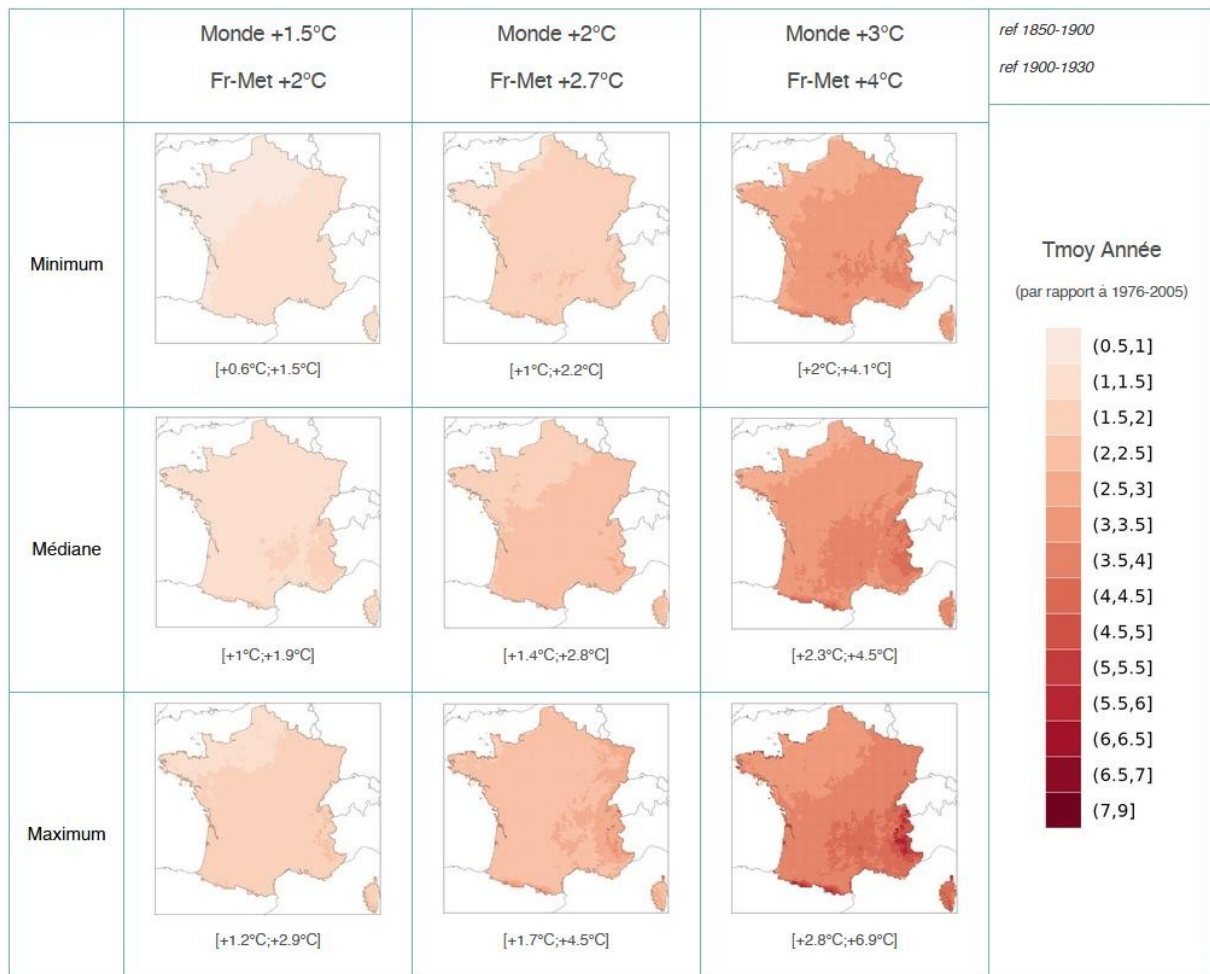 Monde +1.5°C
Fr-Met +2°C
Monde +2°C
Fr-Met +2.7°C
Monde +3°C
Fr-Met +4°C
ref 1850-1900
ref 1900-1930
Minimum
[+0.6°C;+1.5°C]
[+1°C;+2.2°C]
[+2°C;+4.1°C]
Médiane
[+1°C;+1.9°C]
[+1.4°C;+2.8°C]
[+2.3°C;+4.5°C]
Maximum
[+1.2°C;+2.9°C]
[+1.7°C;+4.5°C]
[+2.8°C;+6.9°C]
Tmoy Année
(par rapport à 1976-2005)
(0.5,1]
(1,1.5]
(1.5,2]
(2,2.5]
(2.5,3]
(3,3.5]
(3.5,4]
(4,4.5]
(4.5,5]
(5,5.5]
(5.5,6]
(6,6.5]
(6.5,7]
(7,9]